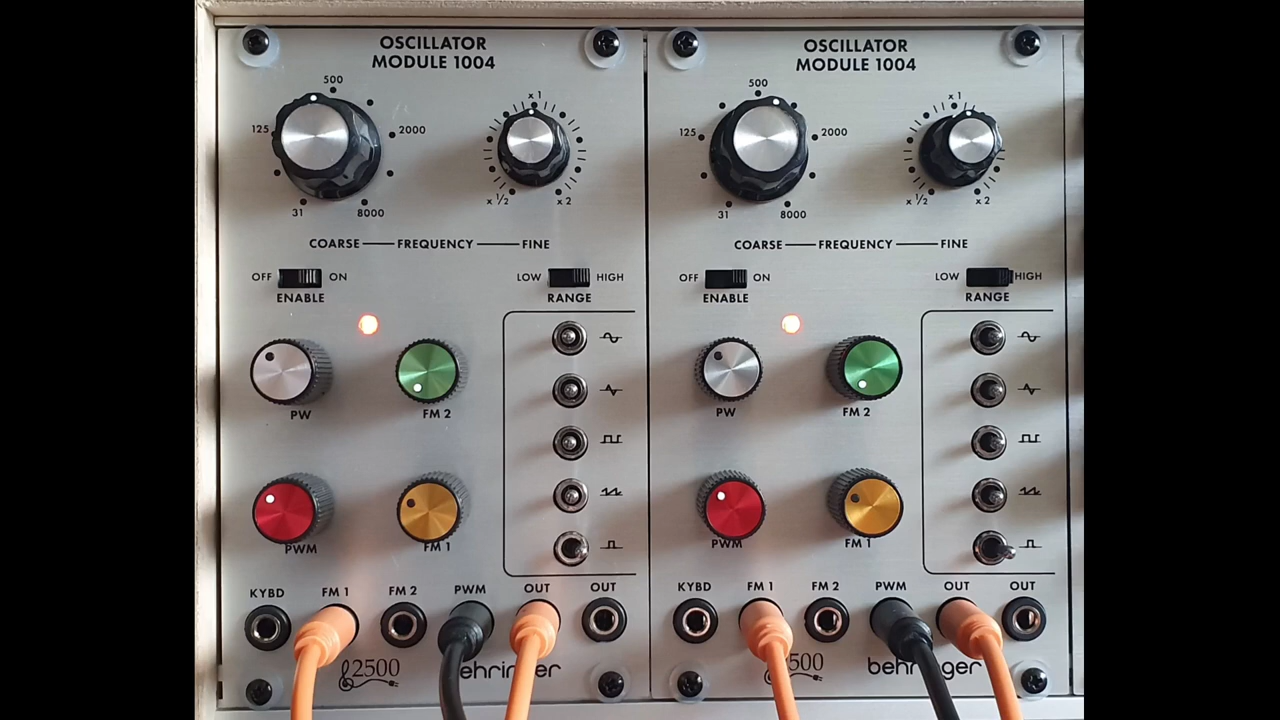 OSCILLATOR
MODULE 1004
500
x 1
125
2000
31
8000
x 1/2
x 2
COARSE FREQUENCY FINE
OFF ON
ENABLE
LOW HIGH
RANGE
PW
FM 2
PWM
FM 1
KYBD FM 1 FM 2 PWM OUT OUT
2500
ehringer
OSCILLATOR
MODULE 1004
500
x 1
125
2000
31
8000
x 1/2
x 2
COARSE FREQUENCY FINE
OFF ON
ENABLE
LOW HIGH
RANGE
PW
FM 2
PWM
FM 1
KYBD FM 1 FM 2 PWM OUT OUT
500
behringer